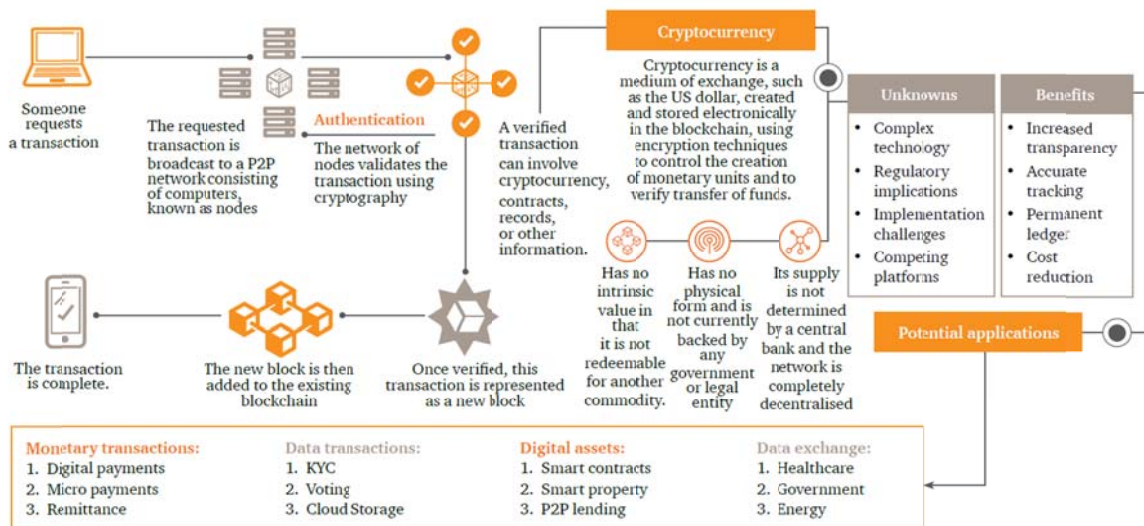 Someone
requests
a transaction
The requested
transaction is
broadcast to a P2P
network consisting
of computers,
known as nodes
Authentication
The network of
nodes validates the
transaction using
cryptography
A verified
transaction
can involve
cryptocurrency,
contracts,
records,
or other
information.
Cryptocurrency
Cryptocurrency is a
medium of exchange, such
as the US dollar, created
and stored electronically
in the blockchain, using
encryption techniques
to control the creation
of monetary units and to
verify transfer of funds.
Has no
intrinsic
value in
that
it is not
redeemable
for another
commodity.
Has no
physical
form and is
not currently
backed by
any
government
or legal
entity
Its supply
is not
determined
by a central
bank and the
network is
completely
decentralised
Unknowns
• Complex
technology
• Regulatory
implications
• Implementation
challenges
• Competing
platforms
Benefits
• Increased
transparency
• Accurate
tracking
• Permanent
ledger
• Cost
reduction
The transaction
is complete.
The new block is then
added to the existing
blockchain
Once verified, this
transaction is represented
as a new block
Potential applications
Monetary transactions:
1. Digital payments
2. Micro payments
3. Remittance
Data transactions:
1. KYC
2. Voting
3. Cloud Storage
Digital assets:
1. Smart contracts
2. Smart property
3. P2P lending
Data exchange:
1. Healthcare
2. Government
3. Energy